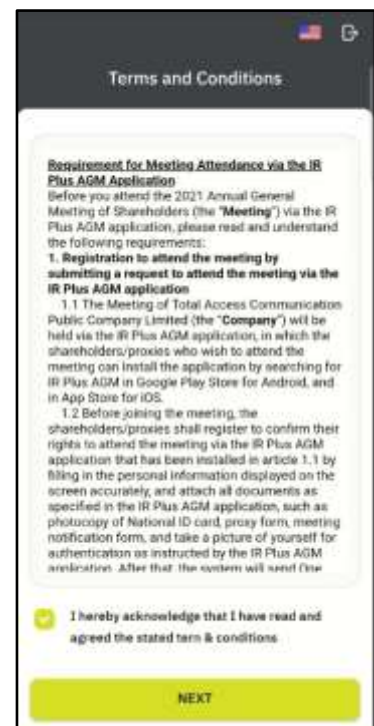 Terms and Conditions
Requirement for Meeting Attendance via the IR
Plus AGM Application
Before you attend the 2021 Annual General
Meeting of Shareholders (the "Meeting") via the IR
Plus AGM application, please read and understand
the following requirements:
1. Registration to attend the meeting by
submitting a request to attend the meeting via the
IR Plus AGM application
1.1 The Meeting of Total Access Communication
Public Company Limited (the "Company") will be
held via the IR Plus AGM application, in which the
shareholders/proxies who wish to attend the
meeting can install the application by searching for
IR Plus AGM in Google Play Store for Android, and
in App Store for iOS.
1.2 Before joining the meeting, the
shareholders/proxies shall register to confirm their
rights to attend the meeting via the IR Plus AGM
application that has been installed in article 1.1 by
filling in the personal information displayed on the
screen accurately, and attach all documents as
specified in the IR Plus AGM application, such as
photocopy of National ID card, proxy form, meeting
notification form, and take a picture of yourself for
authentication as instructed by the IR Plus AGM
application. After that, the system will send One
I hereby acknowledge that I have read and
agreed the stated tern & conditions
NEXT